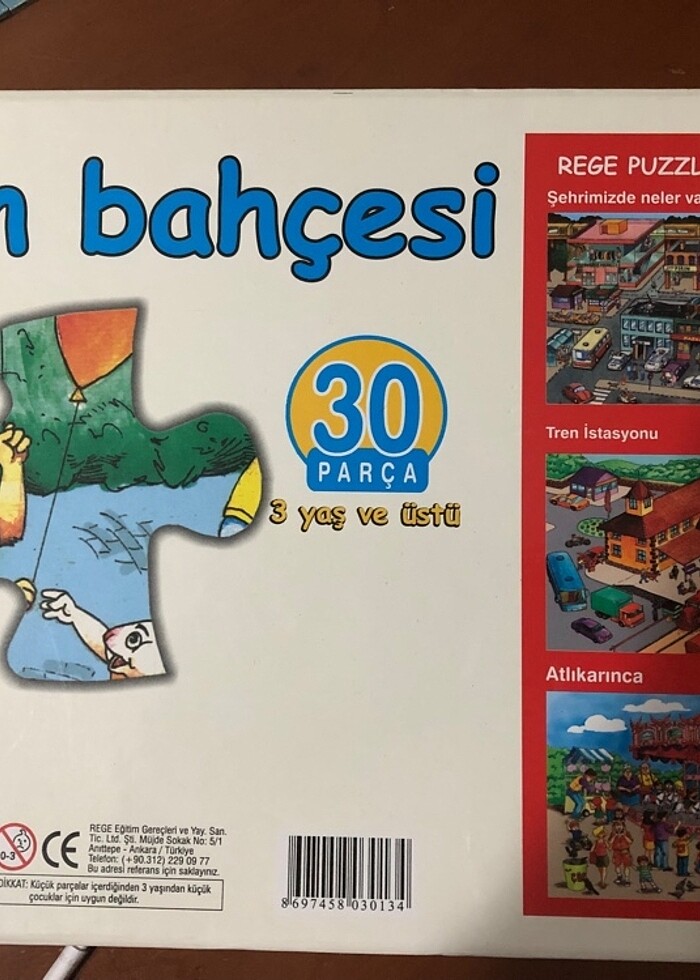 bahçesi
30
PARÇA
3 yaş ve üstü
REGE PUZZL
Şehrimizde neler va
Tren İstasyonu
Atlıkarınca
0-3
CE
REGE Eğitim Gereçleri ve Yay. San.
Tic. Ltd. Şti. Müjde Sokak No: 5/1
Anıttepe - Ankara / Türkiye
Telefon: (+90.312) 229 09 77
Bu adresi referans için saklayınız.
DİKKAT: Küçük parçalar içerdiğinden 3 yaşından küçük
çocuklar için uygun değildir.
8 697458 030134